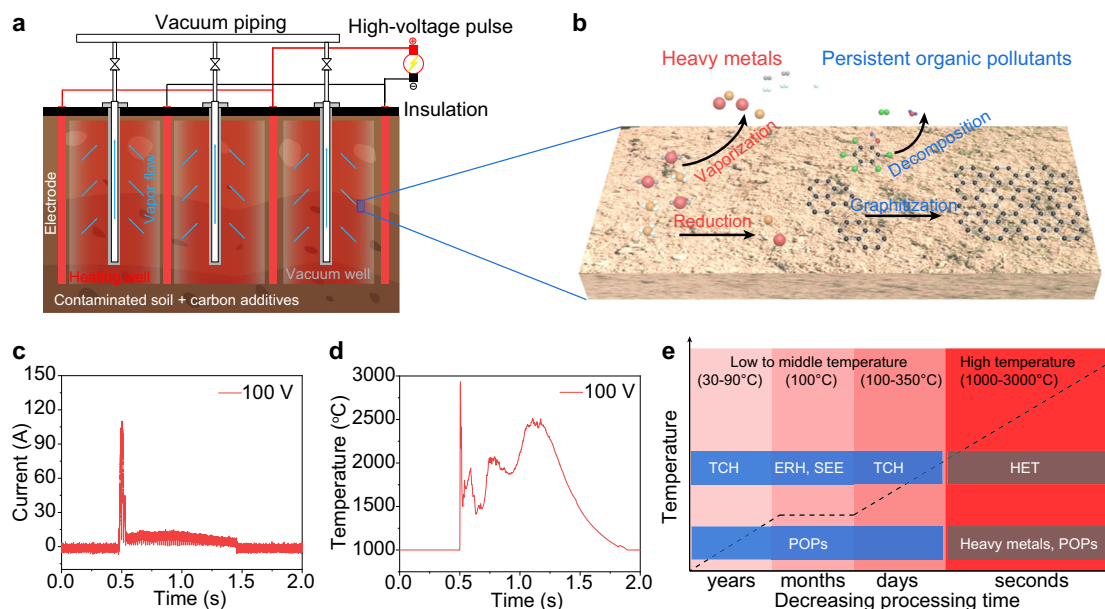 a
Vacuum piping
High-voltage pulse
⊕
⊖
Insulation
Electrode
Vapor flow
Heating well
Vacuum well
Contaminated soil + carbon additives
b
Heavy metals
Persistent organic pollutants
Vaporization
Decomposition
Reduction
Graphitization
c
150
120
90
60
30
0
Current (A)
100 V
0.0 0.5 1.0 1.5 2.0
Time (s)
d
3000
2500
2000
1500
1000
Temperature (°C)
100 V
0.0 0.5 1.0 1.5 2.0
Time (s)
e
Low to middle temperature
High temperature
(30-90°C) (100°C) (100-350°C) (1000-3000°C)
Temperature
TCH ERH, SEE TCH HET
POPs Heavy metals, POPs
years months days seconds
Decreasing processing time